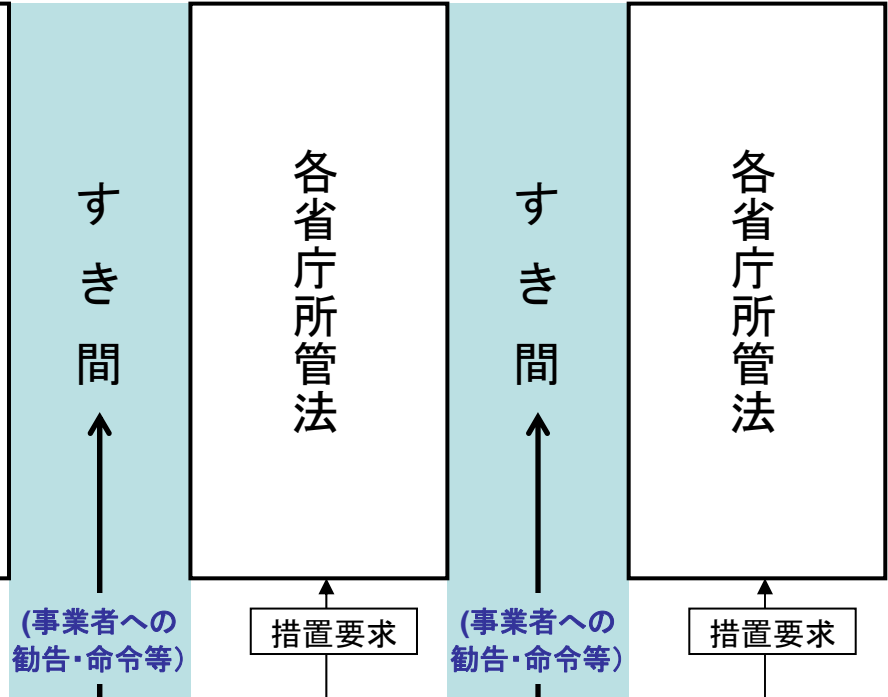 すき間
各省庁所管法
すき間
各省庁所管法
(事業者への
勧告・命令等)
措置要求
(事業者への
勧告・命令等)
措置要求